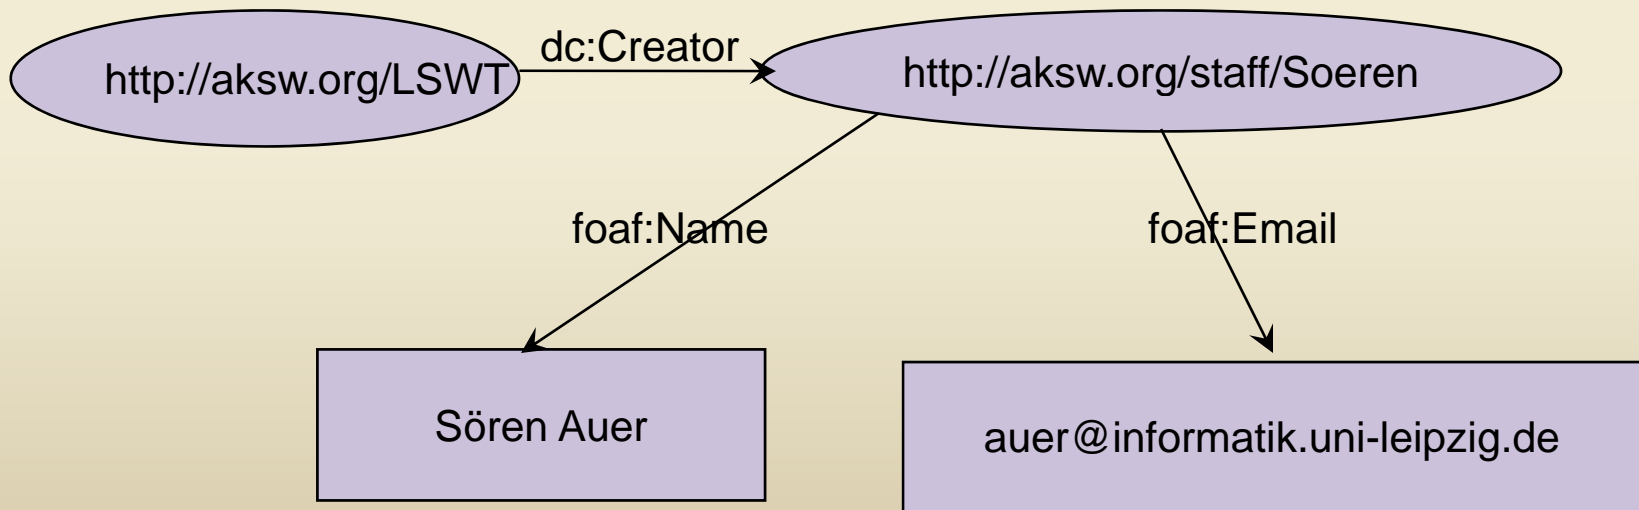 http://aksw.org/LSWT
dc:Creator
http://aksw.org/staff/Soeren
foaf:Name
foaf:Email
Sören Auer
auer@informatik.uni-leipzig.de